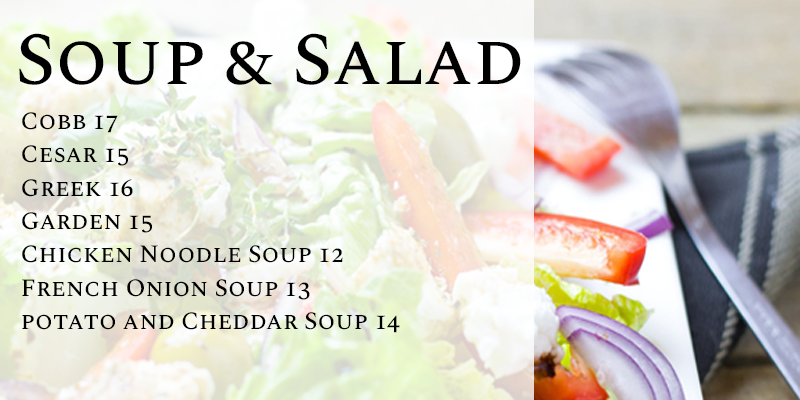 Soup & Salad
Cobb 17
Cesar 15
Greek 16
Garden 15
Chicken Noodle Soup 12
French Onion Soup 13
potato and Cheddar Soup 14